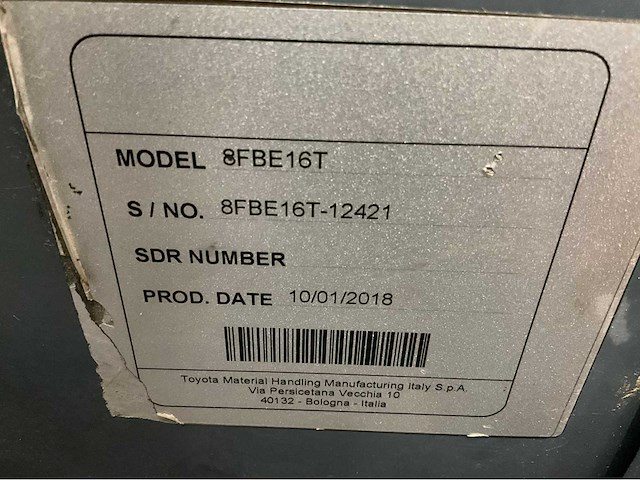 MODEL 8FBE16T
S / NO. 8FBE16T-12421
SDR NUMBER
PROD. DATE 10/01/2018
Toyota Material Handling Manufacturing Italy S.p.A.
Via Persicetana Vecchia 10
40132 - Bologna - Italia